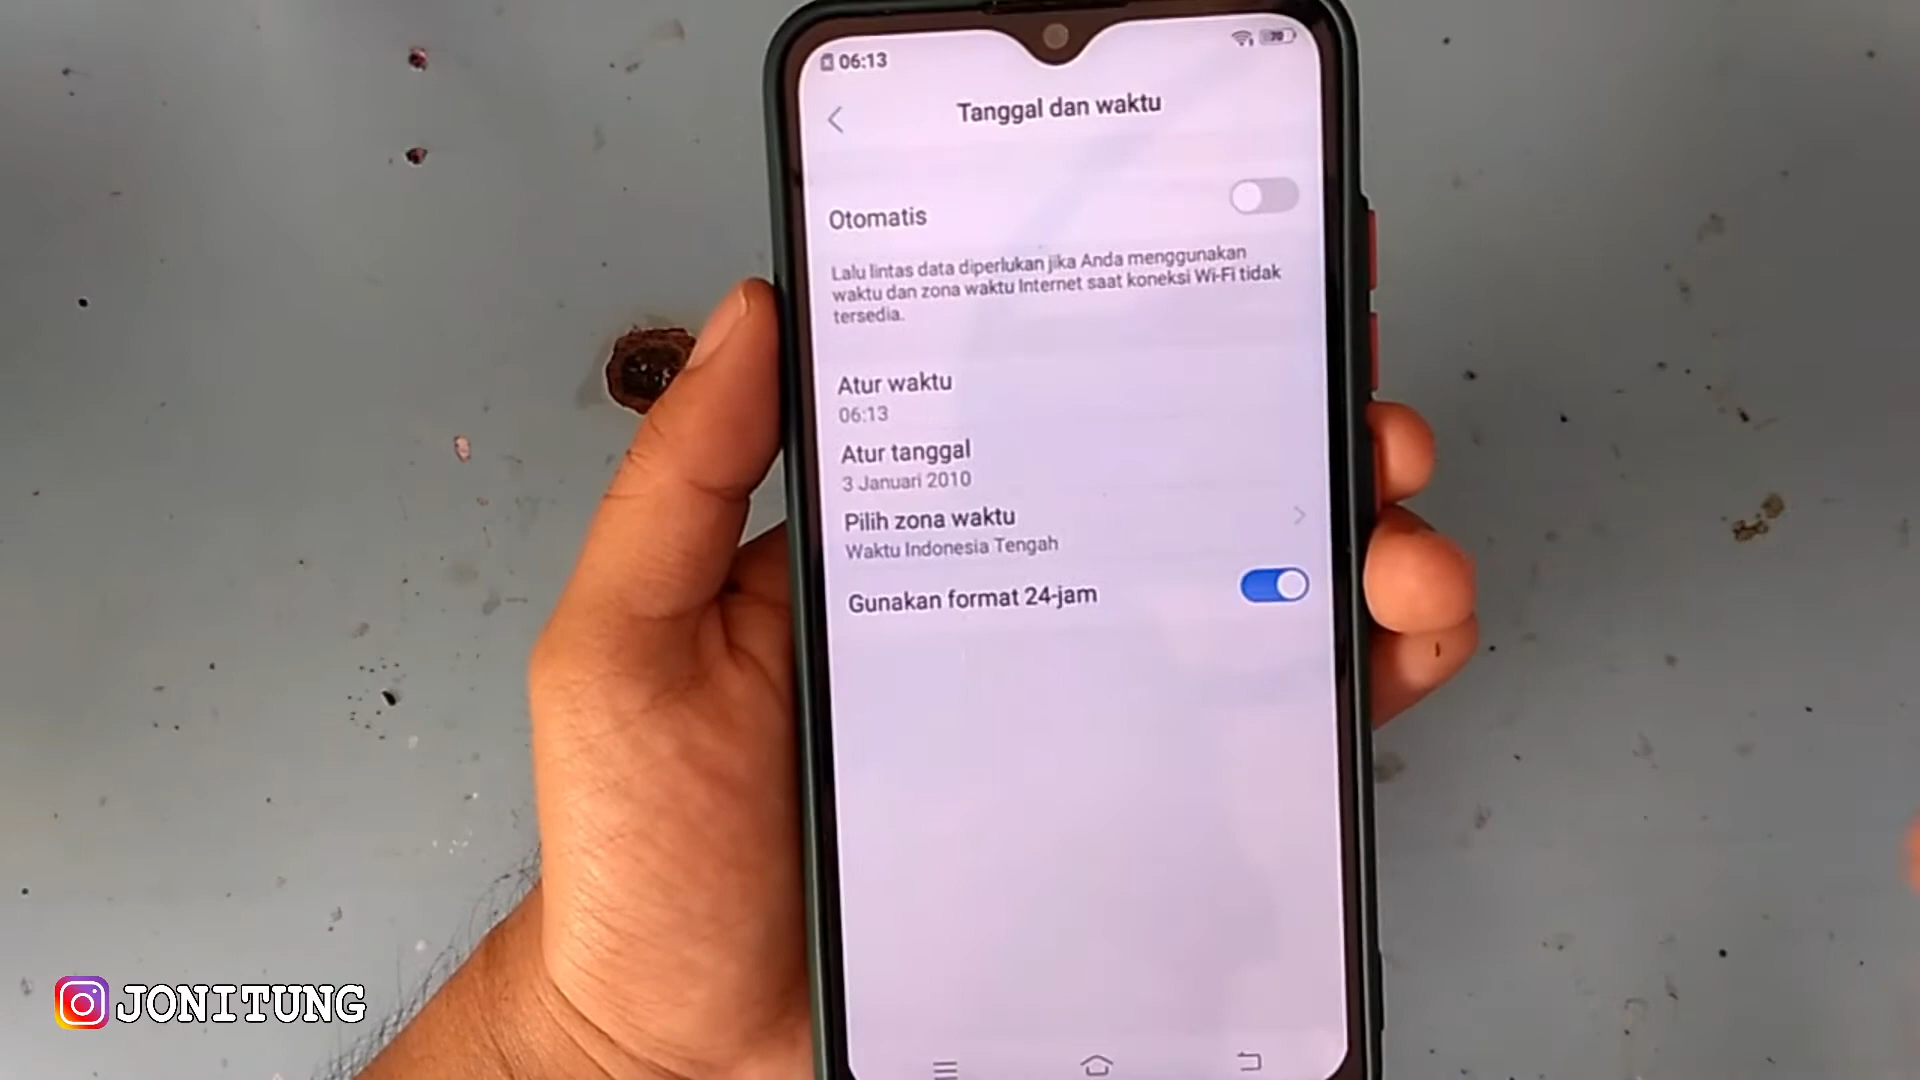 06:13
70
Tanggal dan waktu
Otomatis
Lalu lintas data diperlukan jika Anda menggunakan
waktu dan zona waktu Internet saat koneksi Wi-Fi tidak
tersedia.
Atur waktu
06:13
Atur tanggal
3 Januari 2010
Pilih zona waktu
Waktu Indonesia Tengah
Gunakan format 24-jam
JONITUNG